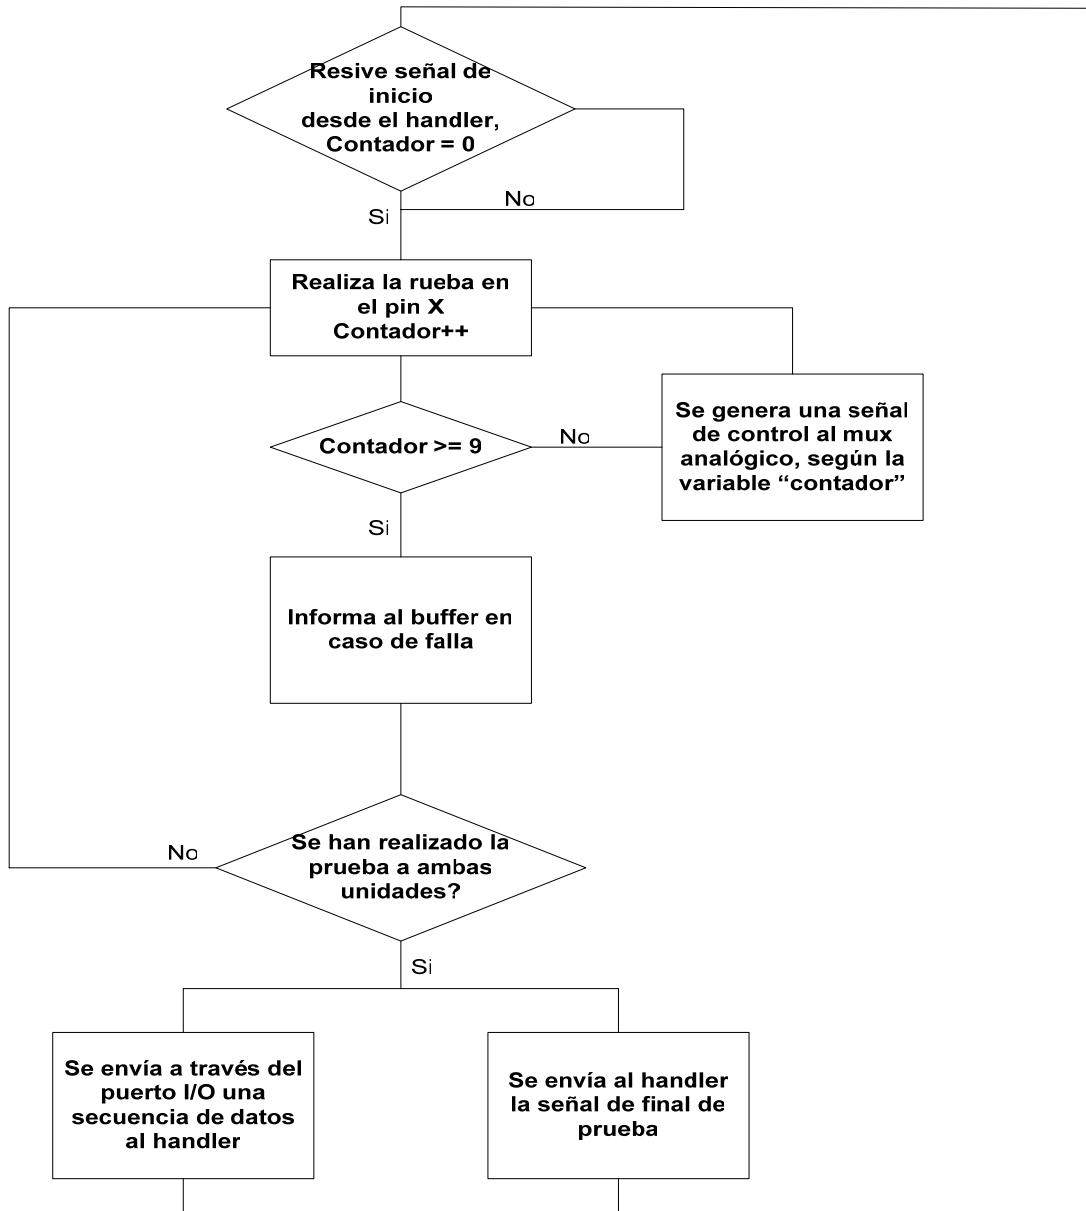 Resive señal de
inicio
desde el handler,
Contador = 0
No
Si
Realiza la rueba en
el pin X
Contador++
Se genera una señal
de control al mux
analógico, según la
variable “contador”
Contador >= 9
No
Si
Informa al buffer en
caso de falla
Se han realizado la
prueba a ambas
unidades?
No
Si
Se envía a través del
puerto I/O una
secuencia de datos
al handler
Se envía al handler
la señal de final de
prueba